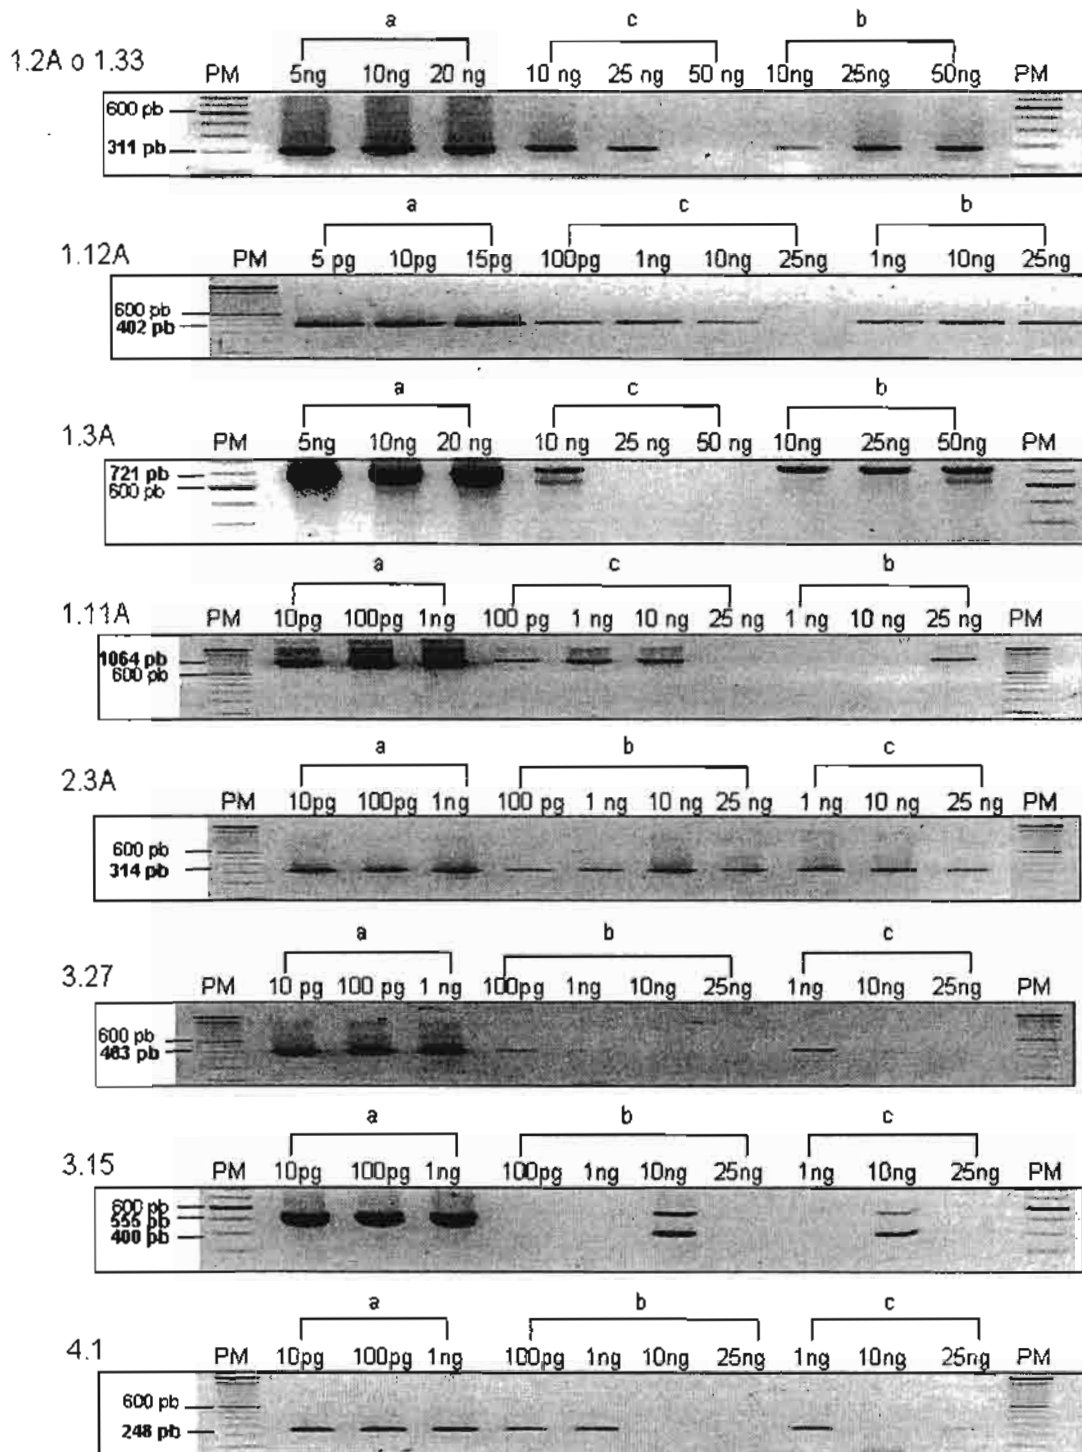 a c b
1.2A o 1.33 PM 5ng 10ng 20 ng 10 ng 25 ng 50 ng 10ng 25ng 50ng PM
600 pb
311 pb
a c b
1.12A PM 5 pg 10pg 15pg 100pg 1ng 10ng 25ng 1ng 10ng 25ng
600 pb
402 pb
a c b
1.3A PM 5ng 10ng 20 ng 10 ng 25 ng 50 ng 10ng 25ng 50ng PM
721 pb
600 pb
a c b
1.11A PM 10pg 100pg 1ng 100 pg 1 ng 10 ng 25 ng 1 ng 10 ng 25 ng PM
1064 pb
600 pb
a b c
2.3A PM 10pg 100pg 1ng 100 pg 1 ng 10 ng 25 ng 1 ng 10 ng 25 ng PM
600 pb
314 pb
a b c
3.27 PM 10 pg 100 pg 1 ng 100pg 1ng 10ng 25ng 1ng 10ng 25ng PM
600 pb
463 pb
a b c
3.15 PM 10pg 100pg 1ng 100pg 1ng 10ng 25ng 1ng 10ng 25ng PM
600 pb
555 pb
400 pb
a b c
4.1 PM 10pg 100pg 1ng 100pg 1ng 10ng 25ng 1ng 10ng 25ng PM
600 pb
248 pb